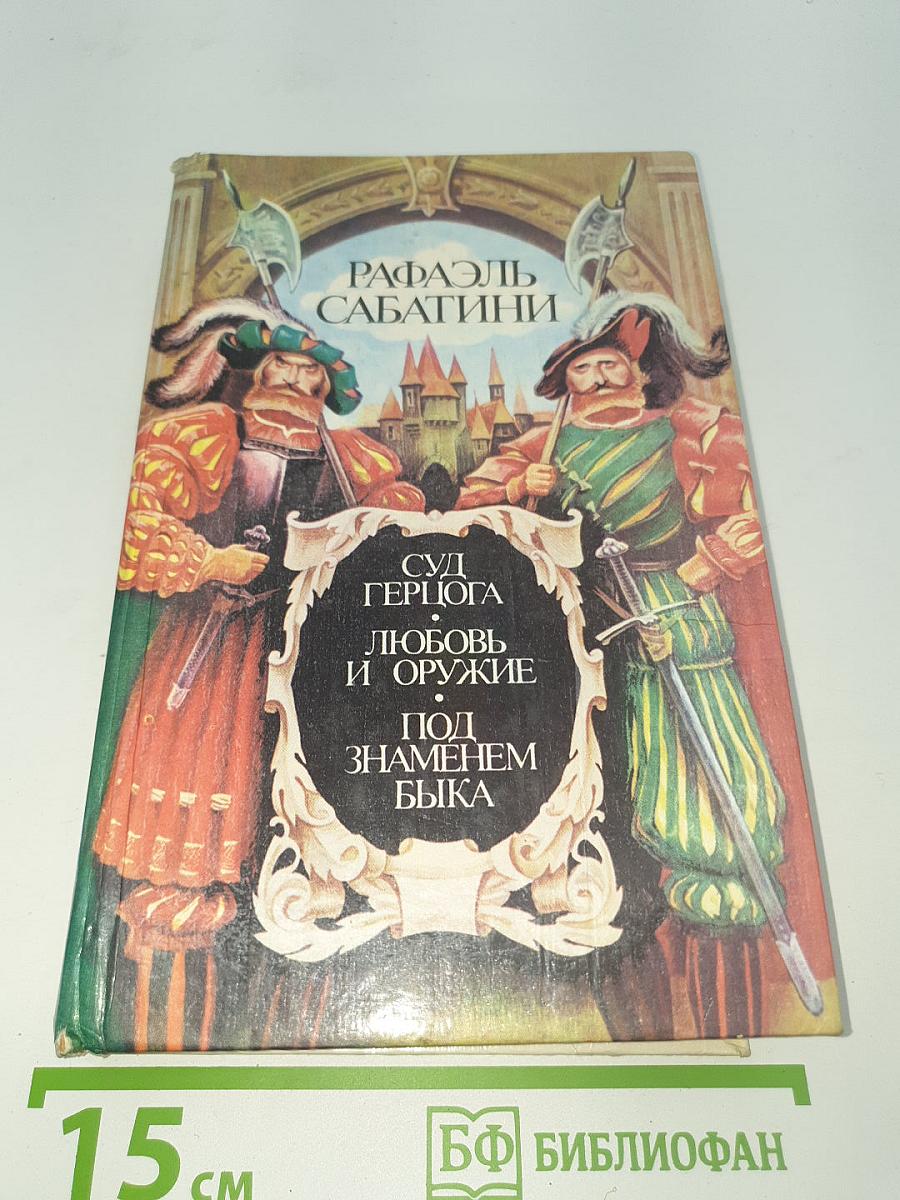 РАФАЭЛЬ
САБАТИНИ
СУД
ГЕРЦОГА
•
ЛЮБОВЬ
И ОРУЖИЕ
•
ПОД
ЗНАМЕНЕМ
БЫКА
15 см
БФ БИБЛИОФАН